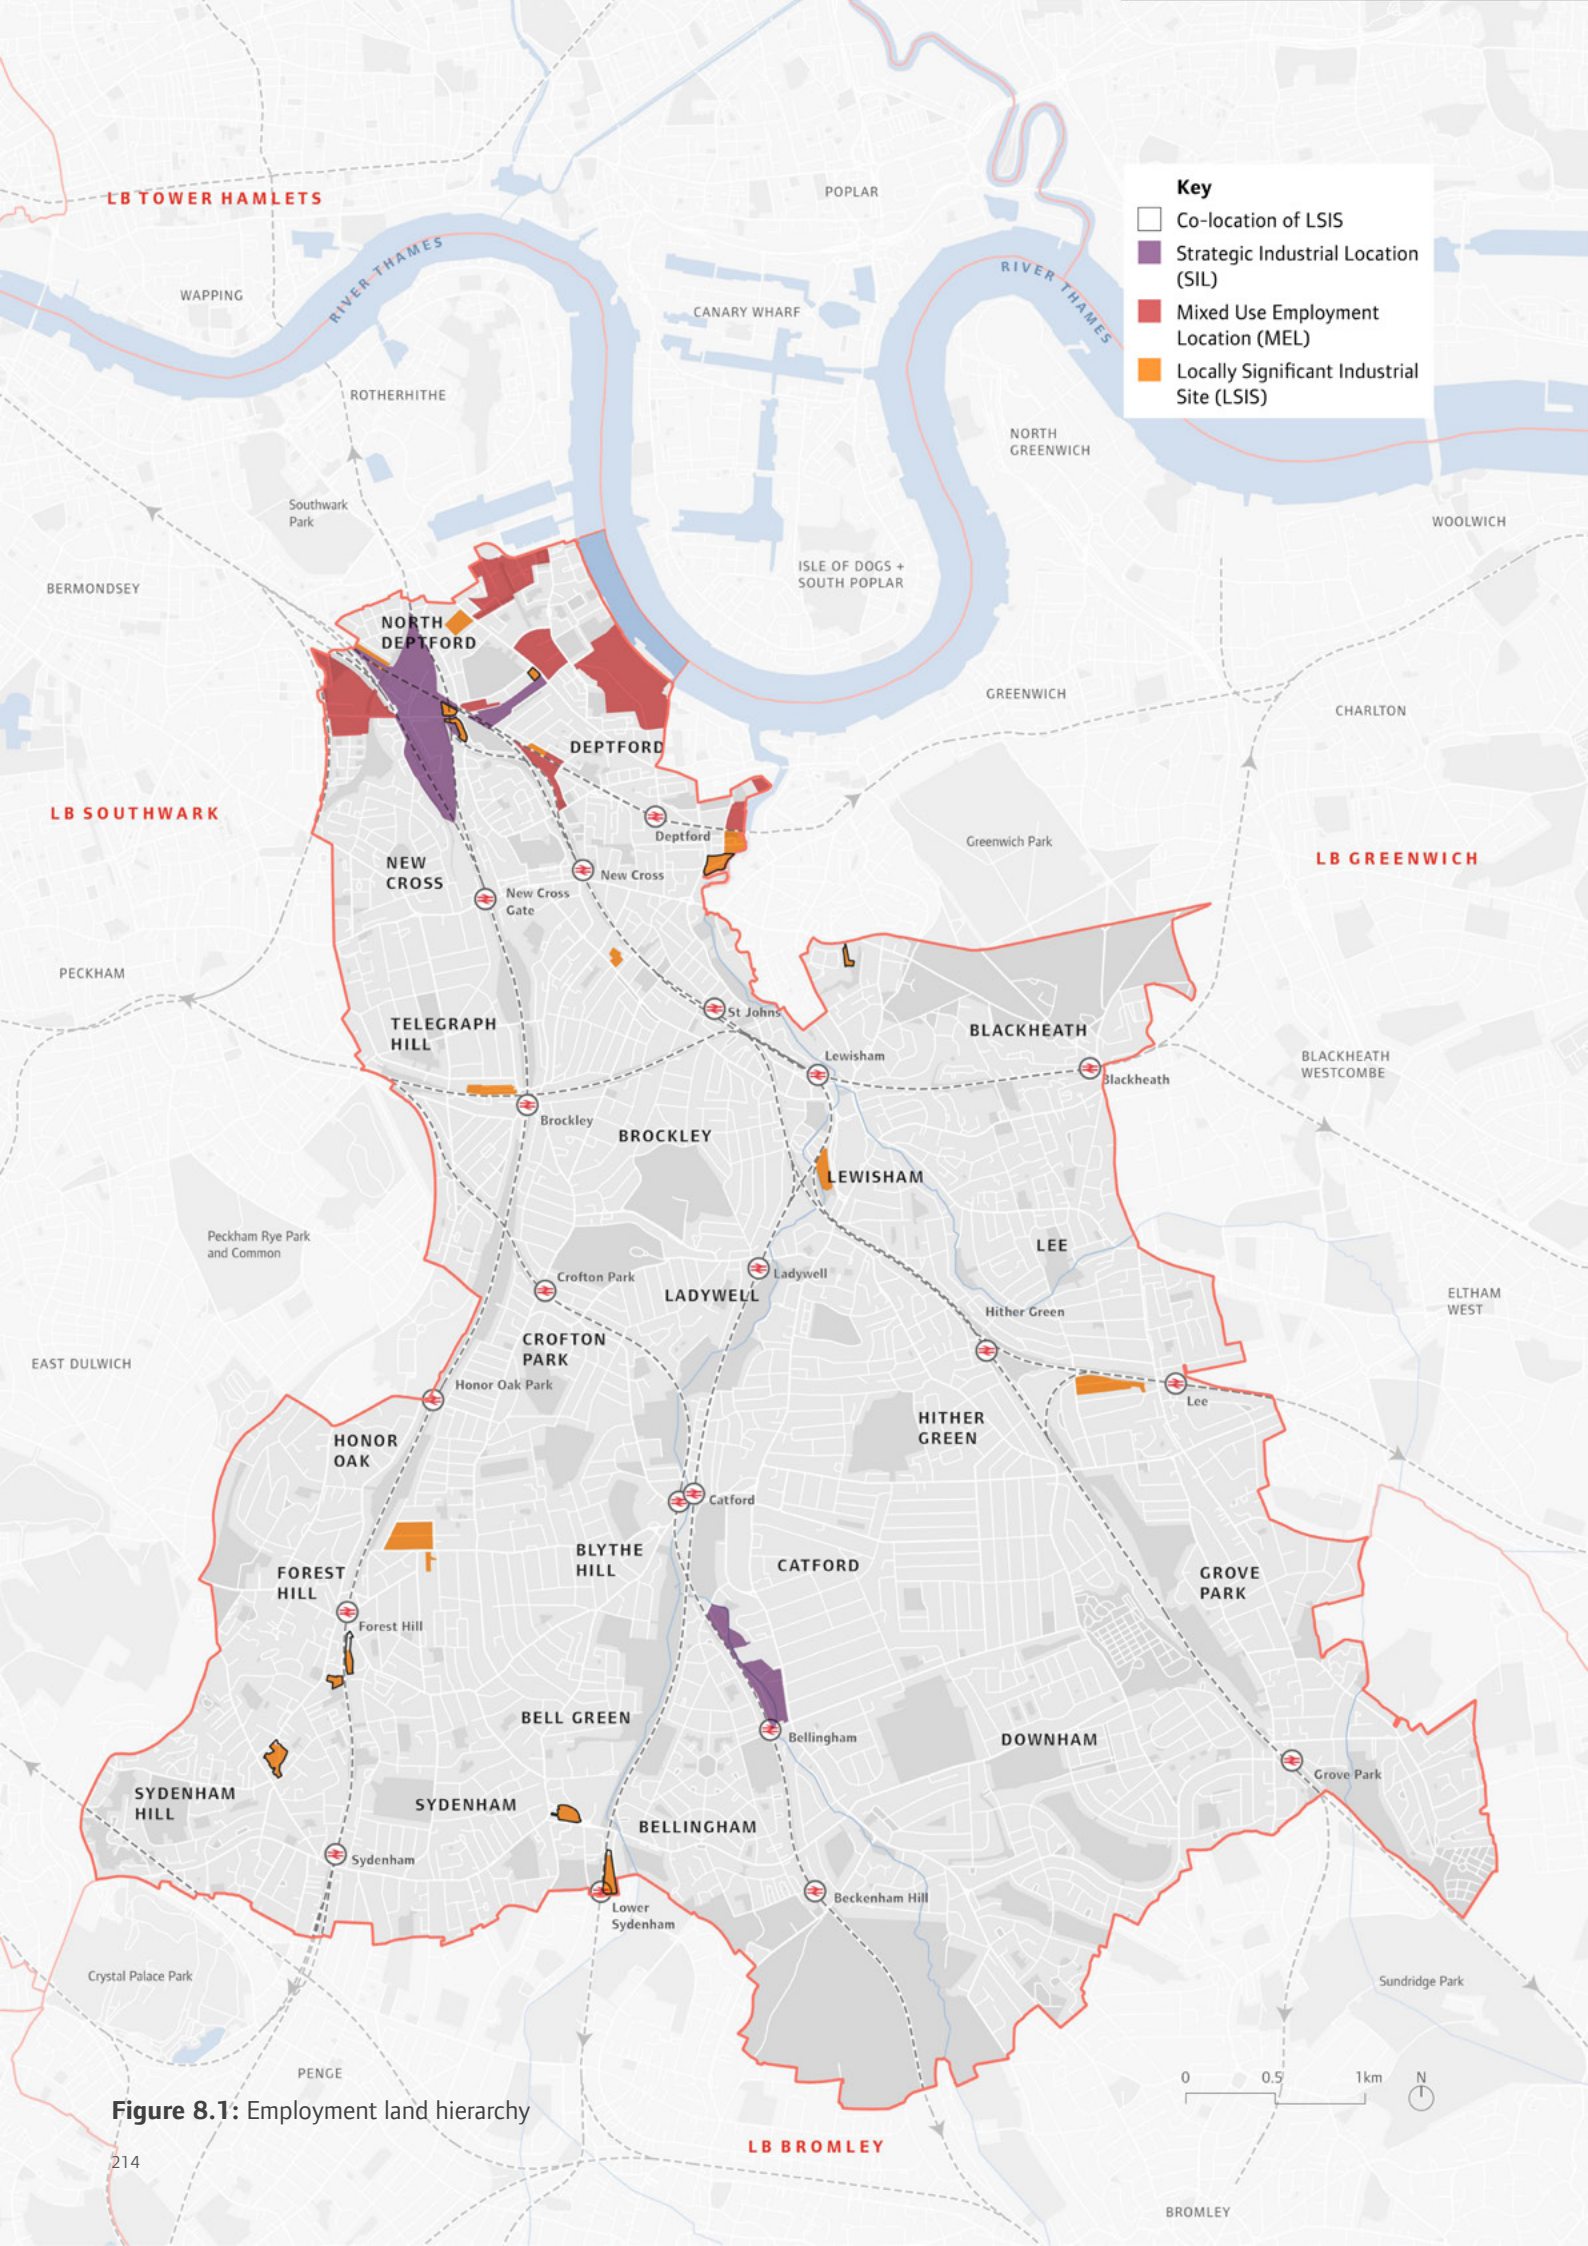 LB TOWER HAMLETS
POPLAR
Key
Co-location of LSIS
Strategic Industrial Location
(SIL)
Mixed Use Employment
Location (MEL)
Locally Significant Industrial
Site (LSIS)
RIVER THAMES
RIVER THAMES
WAPPING
CANARY WHARF
ROTHERHITHE
NORTH
GREENWICH
Southwark
Park
WOOLWICH
ISLE OF DOGS +
SOUTH POPLAR
BERMONDSEY
NORTH
DEPTFORD
GREENWICH
CHARLTON
DEPTFORD
LB SOUTHWARK
Deptford
Greenwich Park
LB GREENWICH
NEW
CROSS
New Cross
New Cross
Gate
PECKHAM
St Johns
TELEGRAPH
HILL
BLACKHEATH
Lewisham
Blackheath
BLACKHEATH
WESTCOMBE
Brockley
BROCKLEY
LEWISHAM
Peckham Rye Park
and Common
LEE
Crofton Park
Ladywell
LADYWELL
ELTHAM
WEST
Hither Green
CROFTON
PARK
EAST DULWICH
Honor Oak Park
Lee
HITHER
GREEN
HONOR
OAK
Catford
BLYTHE
HILL
CATFORD
FOREST
HILL
GROVE
PARK
Forest Hill
BELL GREEN
Bellingham
DOWNHAM
Grove Park
SYDENHAM
HILL
SYDENHAM
BELLINGHAM
Sydenham
Beckenham Hill
Lower
Sydenham
Crystal Palace Park
Sundridge Park
PENGE
0 0.5 1km N
Figure 8.1: Employment land hierarchy
LB BROMLEY
214
BROMLEY